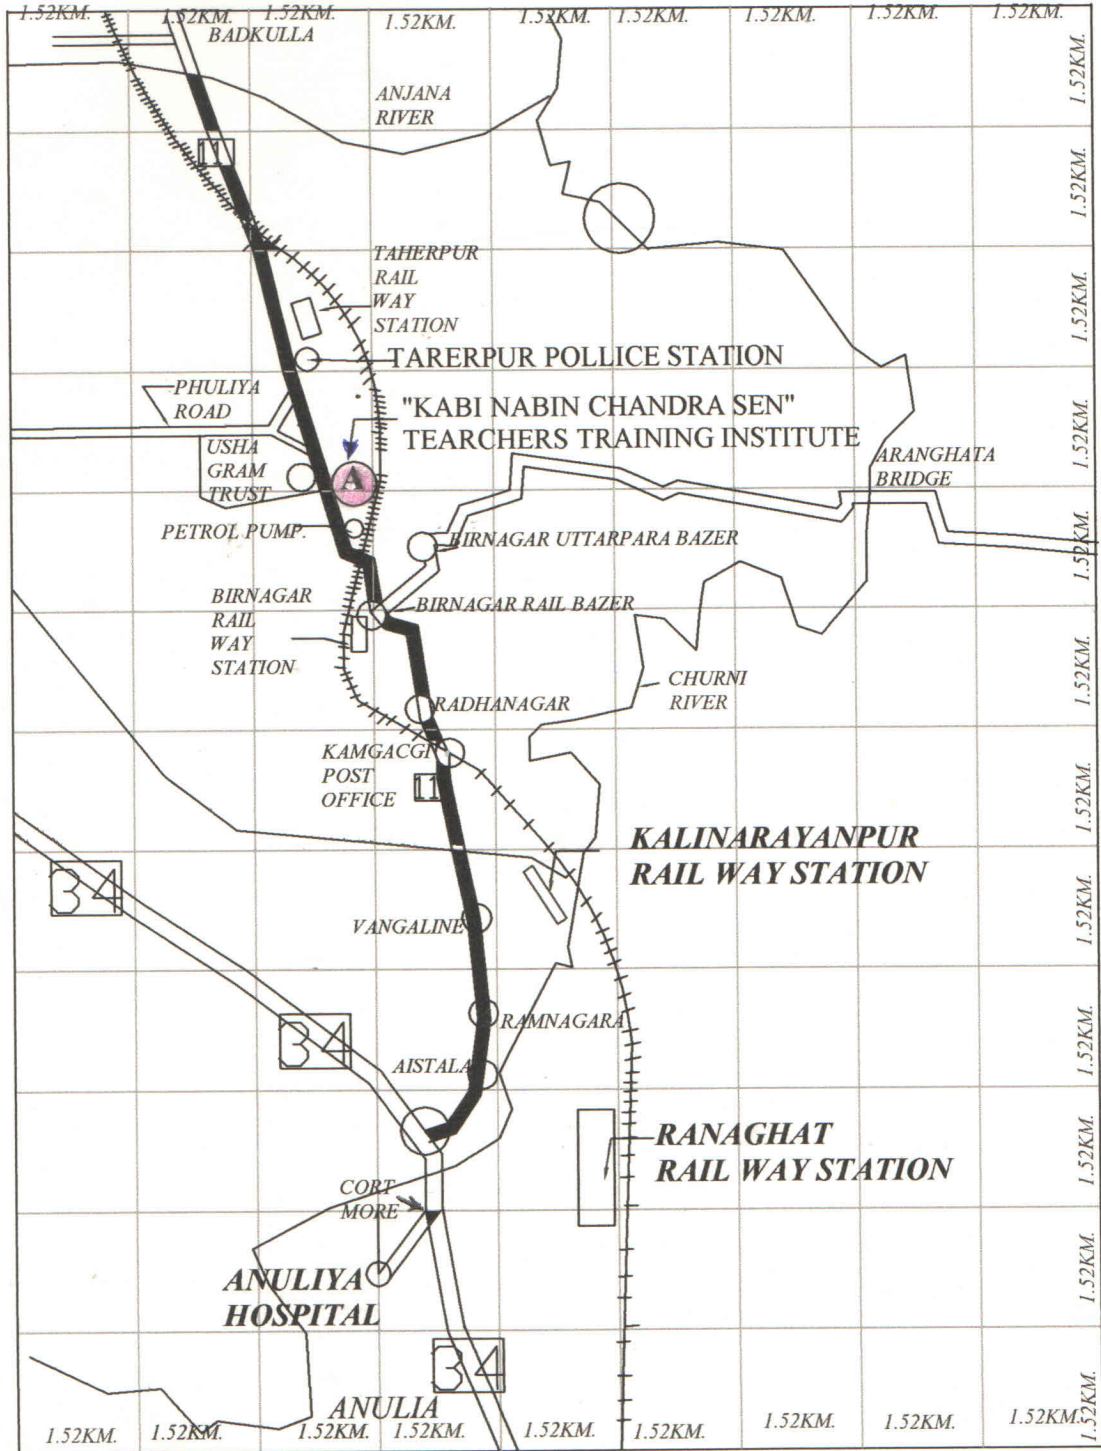 1.52KM.
1.52KM.
1.52KM.
1.52KM.
1.52KM.
1.52KM.
1.52KM.
1.52KM.
1.52KM.
BADKULLA
1.52KM.
ANJANA
RIVER
11
1.52KM.
TAHERPUR
RAIL
WAY
STATION
1.52KM.
TARERPUR POLLICE STATION
PHULIYA
ROAD
"KABI NABIN CHANDRA SEN"
TEARCHERS TRAINING INSTITUTE
1.52KM.
USHA
GRAM
TRUST
A
ARANGHATA
BRIDGE
PETROL PUMP.
BIRNAGAR UTTARPARA BAZER
1.52KM.
BIRNAGAR
RAIL
WAY
STATION
BIRNAGAR RAIL BAZER
1.52KM.
CHURNI
RIVER
RADHANAGAR
KAMGACGI
POST
OFFICE
11
1.52KM.
KALINARAYANPUR
RAIL WAY STATION
34
VANGALINE
1.52KM.
RAMNAGARA
34
AISTALA
1.52KM.
RANAGHAT
RAIL WAY STATION
1.52KM.
CORT
MORE
ANULIYA
HOSPITAL
1.52KM.
34
ANULIA
1.52KM.
1.52KM.
1.52KM.
1.52KM.
1.52KM.
1.52KM.
1.52KM.
1.52KM.
1.52KM.